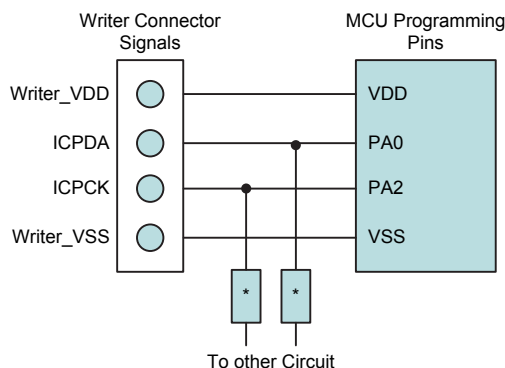 Writer Connector
Signals
MCU Programming
Pins
Writer_VDD
VDD
ICPDA
PA0
ICPCK
PA2
Writer_VSS
VSS
* *
To other Circuit